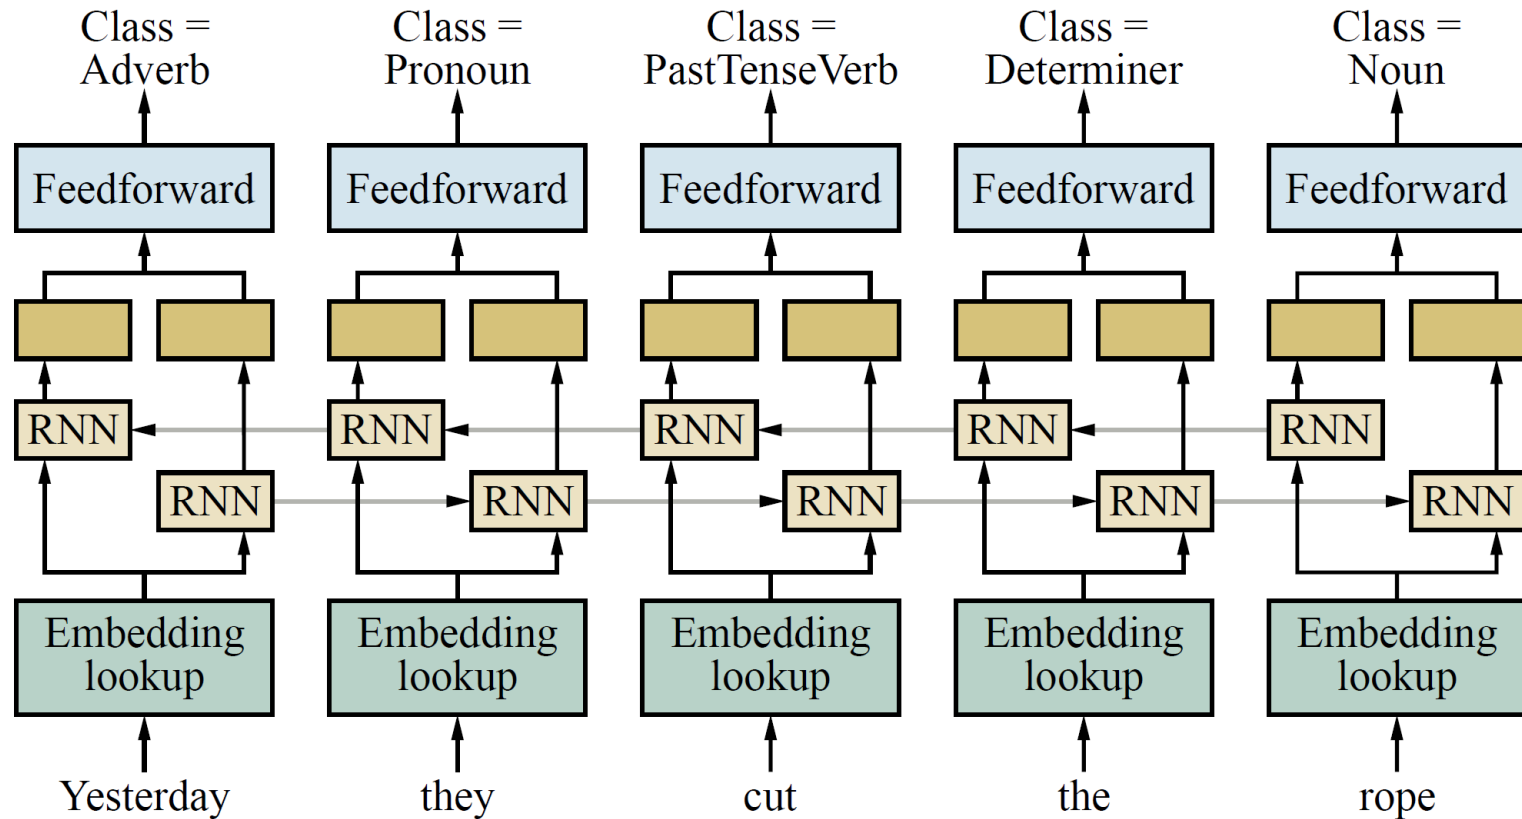 Class =
Adverb
Class =
Pronoun
Class =
PastTenseVerb
Class =
Determiner
Class =
Noun
Feedforward
Feedforward
Feedforward
Feedforward
Feedforward
RNN
RNN
RNN
RNN
RNN
RNN
RNN
RNN
RNN
RNN
Embedding
lookup
Embedding
lookup
Embedding
lookup
Embedding
lookup
Embedding
lookup
Yesterday
they
cut
the
rope